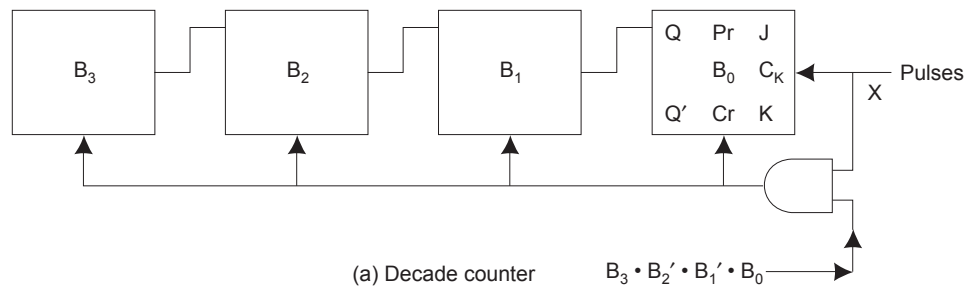 B₃
B₂
B₁
Q Pr J
B₀ Cₖ
Q′ Cr K
X
Pulses
(a) Decade counter
B₃ • B₂′ • B₁′ • B₀